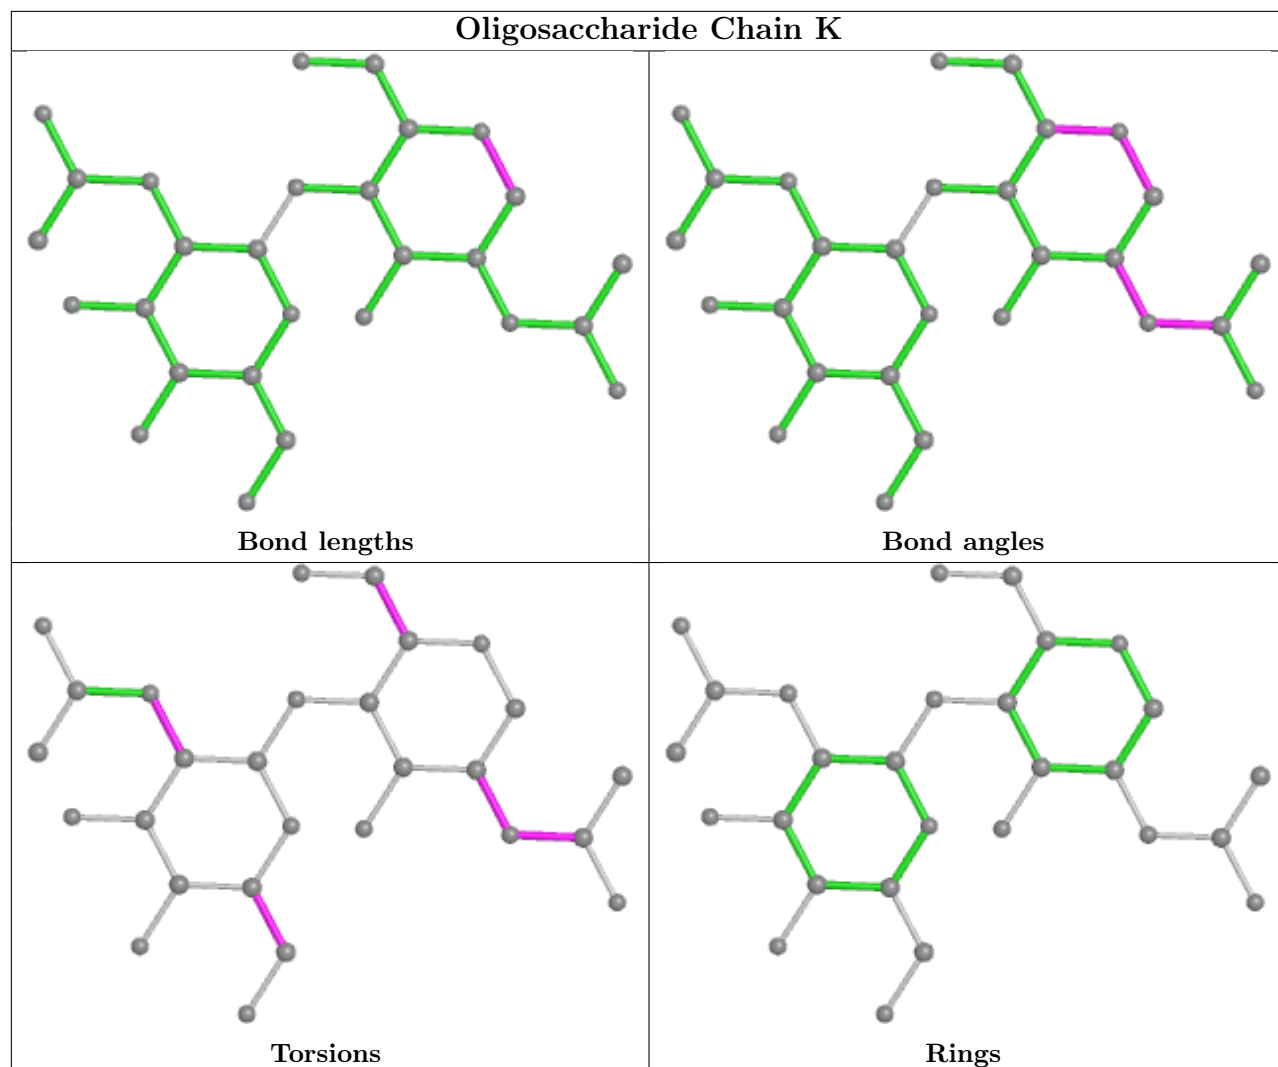 Oligosaccharide Chain K
Bond lengths
Bond angles
Torsions
Rings